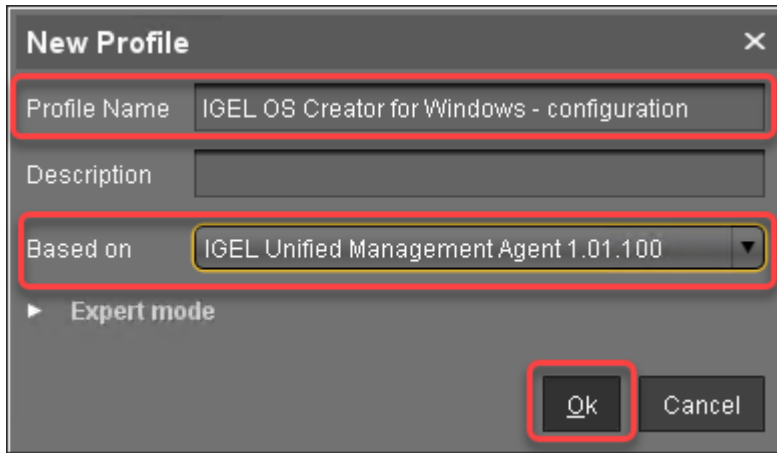 New Profile
Profile Name IGEL OS Creator for Windows - configuration
Description
Based on IGEL Unified Management Agent 1.01.100
Expert mode
Ok Cancel